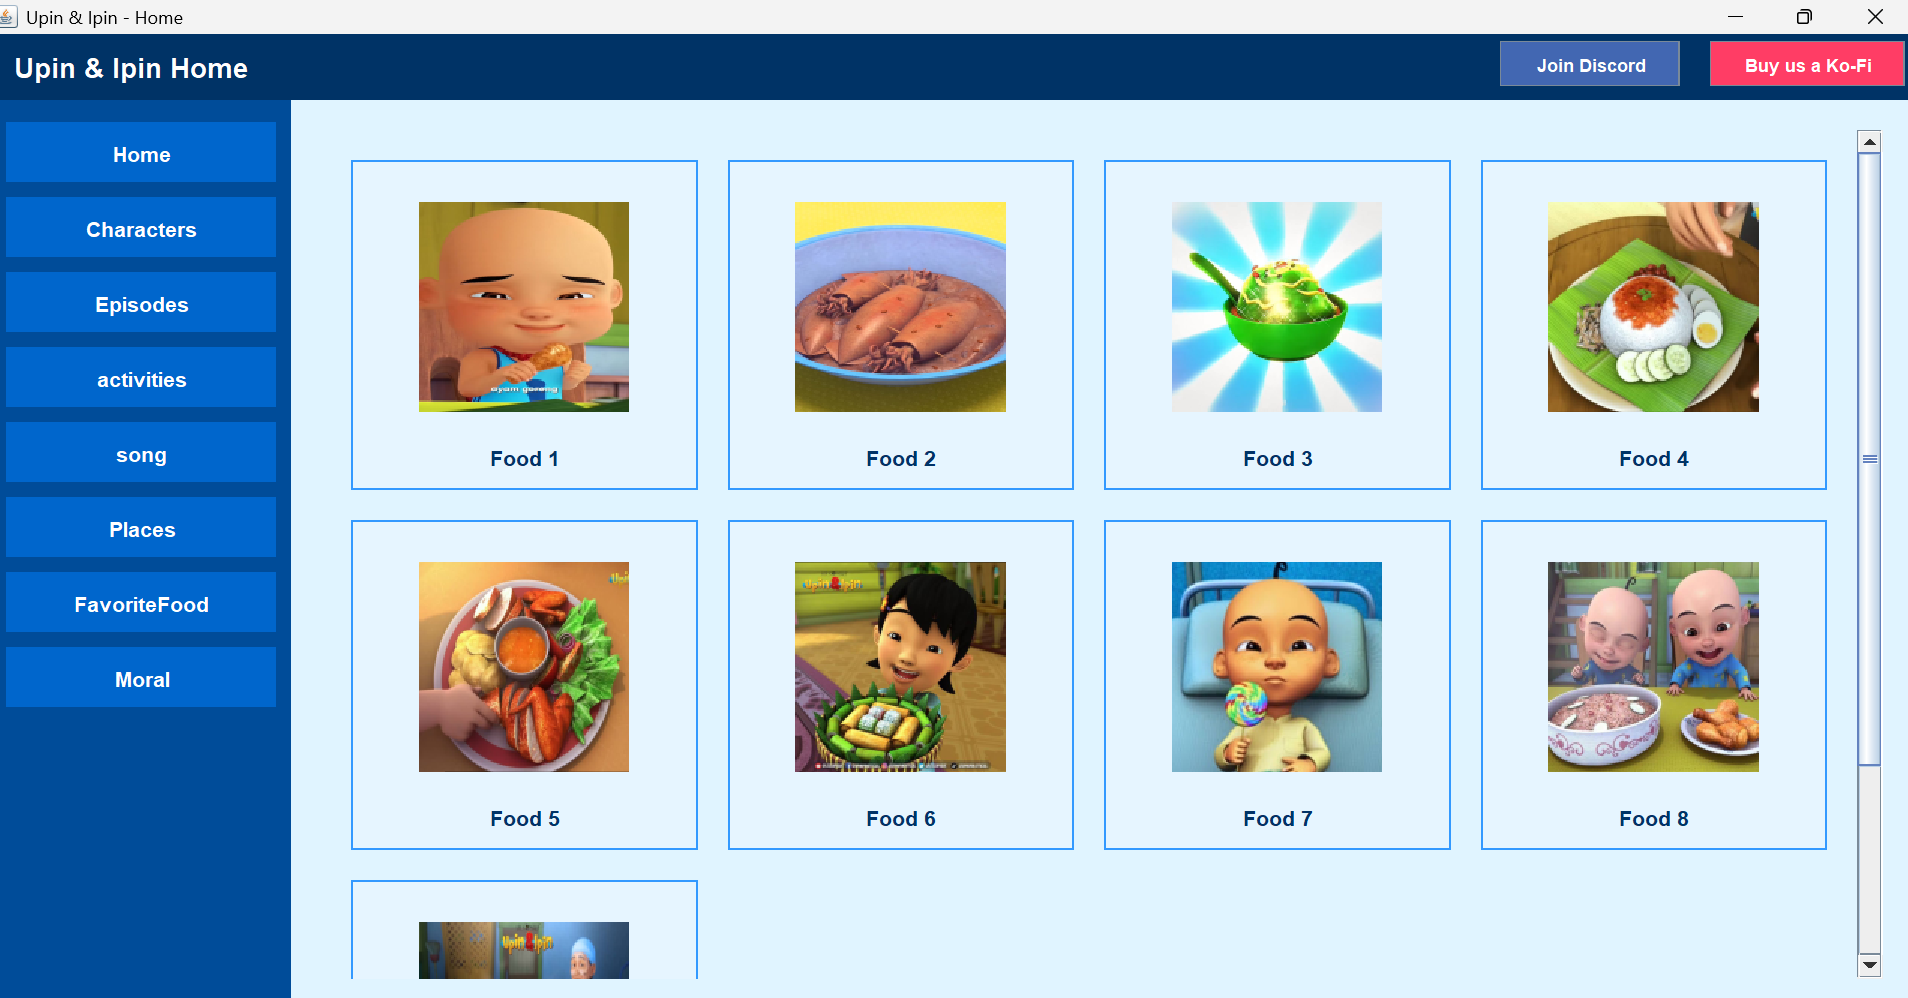 Upin & Ipin - Home
Upin & Ipin Home
Join Discord
Buy us a Ko-Fi
Home
Characters
Episodes
activities
song
Places
FavoriteFood
Moral
ayam goreng
Food 1
Food 2
Food 3
Food 4
Upin
Upin&Ipin
Food 5
Food 6
Food 7
Food 8
Upin&Ipin